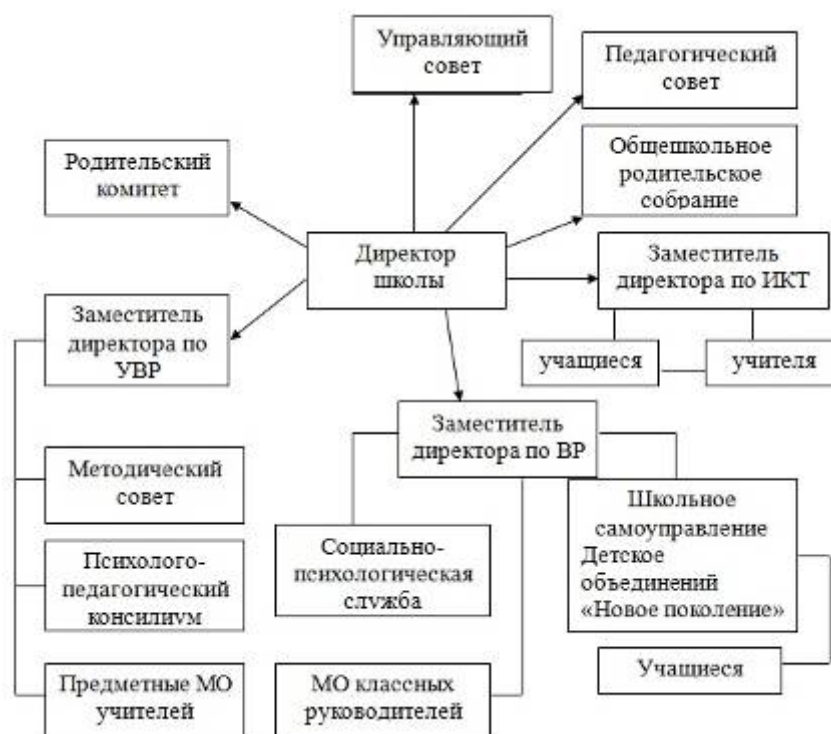 Управляющий
совет
Педагогический
совет
Родительский
комитет
Общешкольное
родительское
собрание
Директор
школы
Заместитель
директора по ИКТ
Заместитель
директора по
УВР
учащиеся
учителя
Заместитель
директора по ВР
Методический
совет
Школьное
самоуправление
Детское
объединений
«Новое поколение»
Социально-
психологическая
служба
Психолого-
педагогический
консилиум
Учащиеся
Предметные МО
учителей
МО классных
руководителей